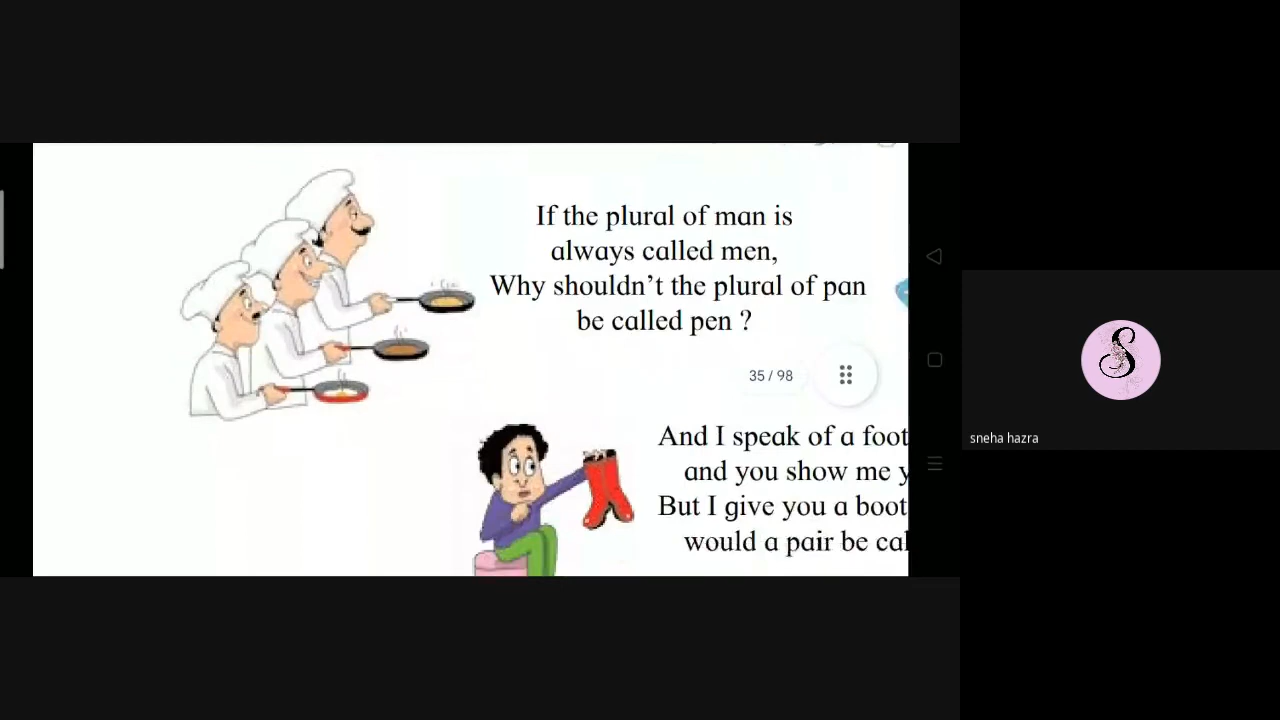 If the plural of man is
always called men,
Why shouldn't the plural of pan
be called pen ?
35 / 98
And I speak of a foot
and you show me
But I give you a boot
would a pair be
sneha hazra
S